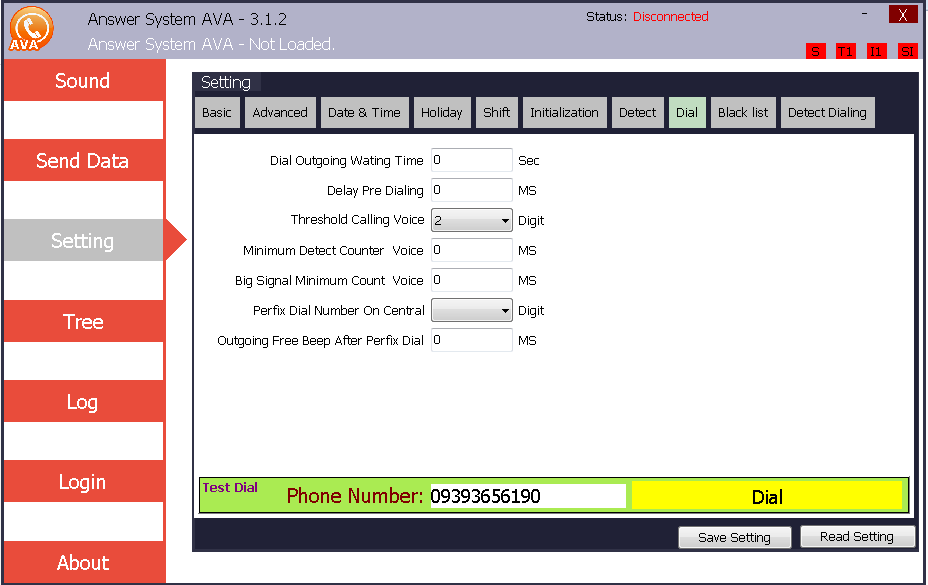 Answer System AVA - 3.1.2
Status: Disconnected
-
X
AVA
Answer System AVA - Not Loaded.
S
T1
I1
SI
Sound
Send Data
Setting
Tree
Log
Login
About
Setting
Basic
Advanced
Date & Time
Holiday
Shift
Initialization
Detect
Dial
Black list
Detect Dialing
Dial Outgoing Wating Time 0 Sec
Delay Pre Dialing 0 MS
Threshold Calling Voice 2 Digit
Minimum Detect Counter Voice 0 MS
Big Signal Minimum Count Voice 0 MS
Perfix Dial Number On Central Digit
Outgoing Free Beep After Perfix Dial 0 MS
Test Dial
Phone Number: 09393656190
Dial
Save Setting
Read Setting